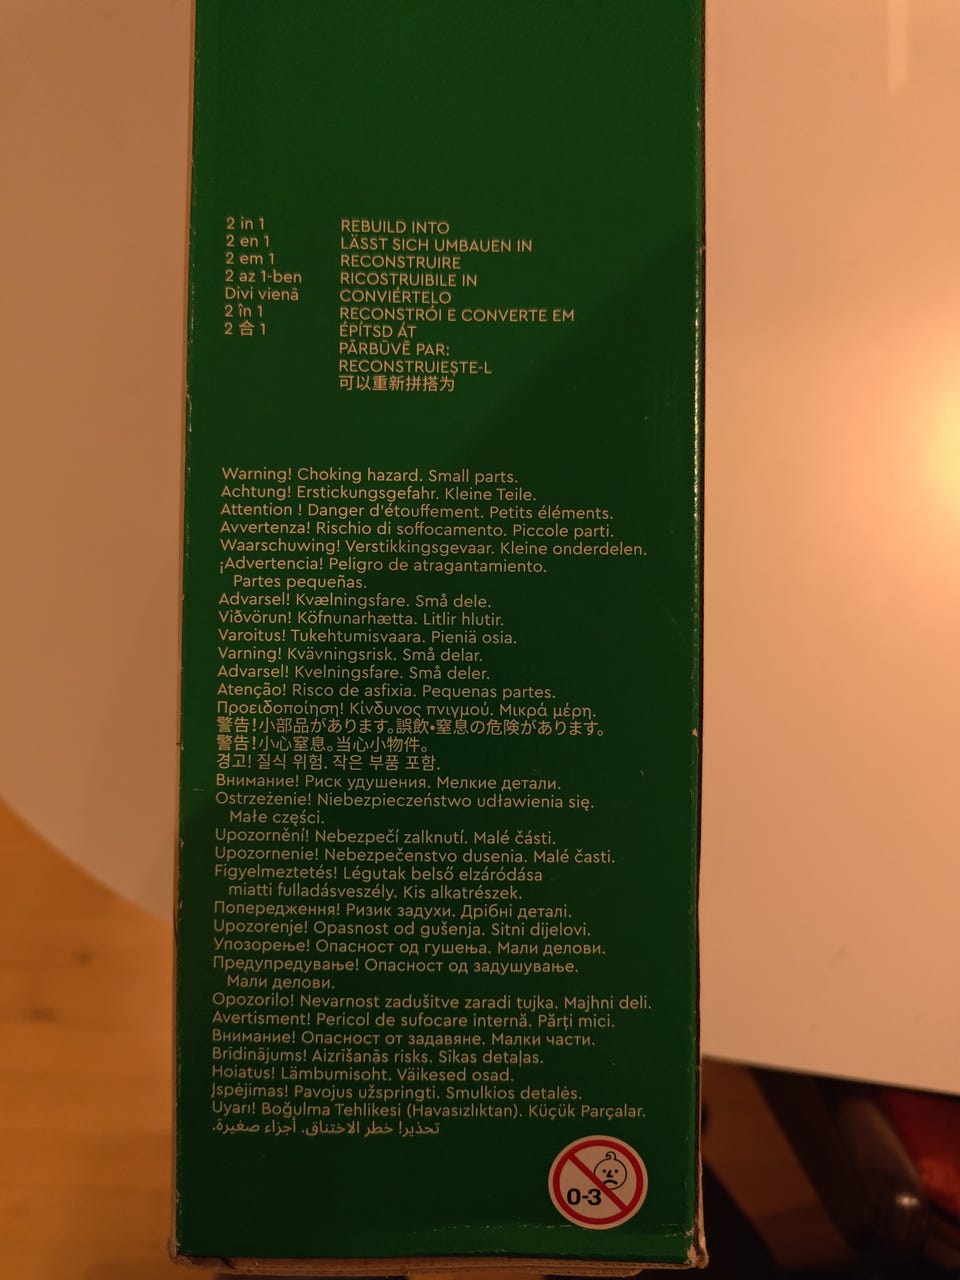 2 in 1
2 en 1
2 em 1
2 az 1-ben
Divi vienā
2 în 1
2 合 1
REBUILD INTO
LÄSST SICH UMBAUEN IN
RECONSTRUIRE
RICOSTRUIBILE IN
CONVIÉRTELO
RECONSTRÓI E CONVERTE EM
ÉPÍTSD ÁT
PĀRBŪVĒ PAR:
RECONSTRUIEȘTE-L
可以重新拼搭为
Warning! Choking hazard. Small parts.
Achtung! Erstickungsgefahr. Kleine Teile.
Attention ! Danger d'étouffement. Petits éléments.
Avvertenza! Rischio di soffocamento. Piccole parti.
Waarschuwing! Verstikkingsgevaar. Kleine onderdelen.
¡Advertencia! Peligro de atragantamiento.
Partes pequeñas.
Advarsel! Kvælningsfare. Små dele.
Viðvörun! Köfnunarhætta. Litlir hlutir.
Varoitus! Tukehtumisvaara. Pieniä osia.
Varning! Kvävningsrisk. Små delar.
Advarsel! Kvelningsfare. Små deler.
Atenção! Risco de asfixia. Pequenas partes.
Προειδοποίηση! Κίνδυνος πνιγμού. Μικρά μέρη.
警告!小部品があります。誤飲•窒息の危険があります。
警告!小心窒息。当心小物件。
경고! 질식 위험. 작은 부품 포함.
Внимание! Риск удушения. Мелкие детали.
Ostrzeżenie! Niebezpieczeństwo udławienia się.
Małe części.
Upozornění! Nebezpečí zalknutí. Malé části.
Upozornenie! Nebezpečenstvo dusenia. Malé časti.
Figyelmeztetés! Légutak belső elzáródása
miatti fulladásveszély. Kis alkatrészek.
Попередження! Ризик задухи. Дрібні деталі.
Upozorenje! Opasnost od gušenja. Sitni dijelovi.
Упозорење! Опасност од гушења. Мали делови.
Предупредување! Опасност од задушување.
Мали делови.
Opozorilo! Nevarnost zadušitve zaradi tujka. Majhni deli.
Avertisment! Pericol de sufocare internă. Părți mici.
Внимание! Опасност от задавяне. Малки части.
Brīdinājums! Aizrīšanās risks. Sīkas detaļas.
Hoiatus! Lämbumisoht. Väikesed osad.
Įspėjimas! Pavojus užspringti. Smulkios detalės.
Uyarı! Boğulma Tehlikesi (Havasızlıktan). Küçük Parçalar.
تحذير! خطر الاختناق. أجزاء صغيرة.
0-3